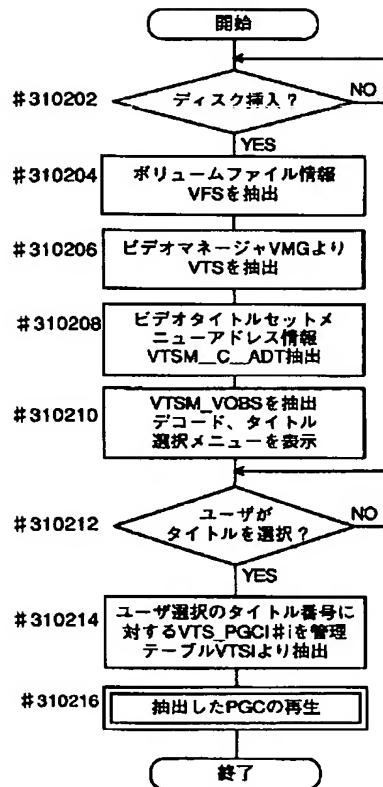 開始
#310202
ディスク挿入？
NO
YES
#310204
ボリュームファイル情報
VFSを抽出
#310206
ビデオマネージャVMGより
VTSを抽出
#310208
ビデオタイトルセットメ
ニューアドレス情報
VTSM__C__ADT抽出
#310210
VTSM_VOBSを抽出
デコード、タイトル
選択メニューを表示
#310212
ユーザが
タイトルを選択？
NO
YES
#310214
ユーザ選択のタイトル番号に
対するVTS_PGCI#iを管理
テーブルVTSIより抽出
#310216
抽出したPGCの再生
終了